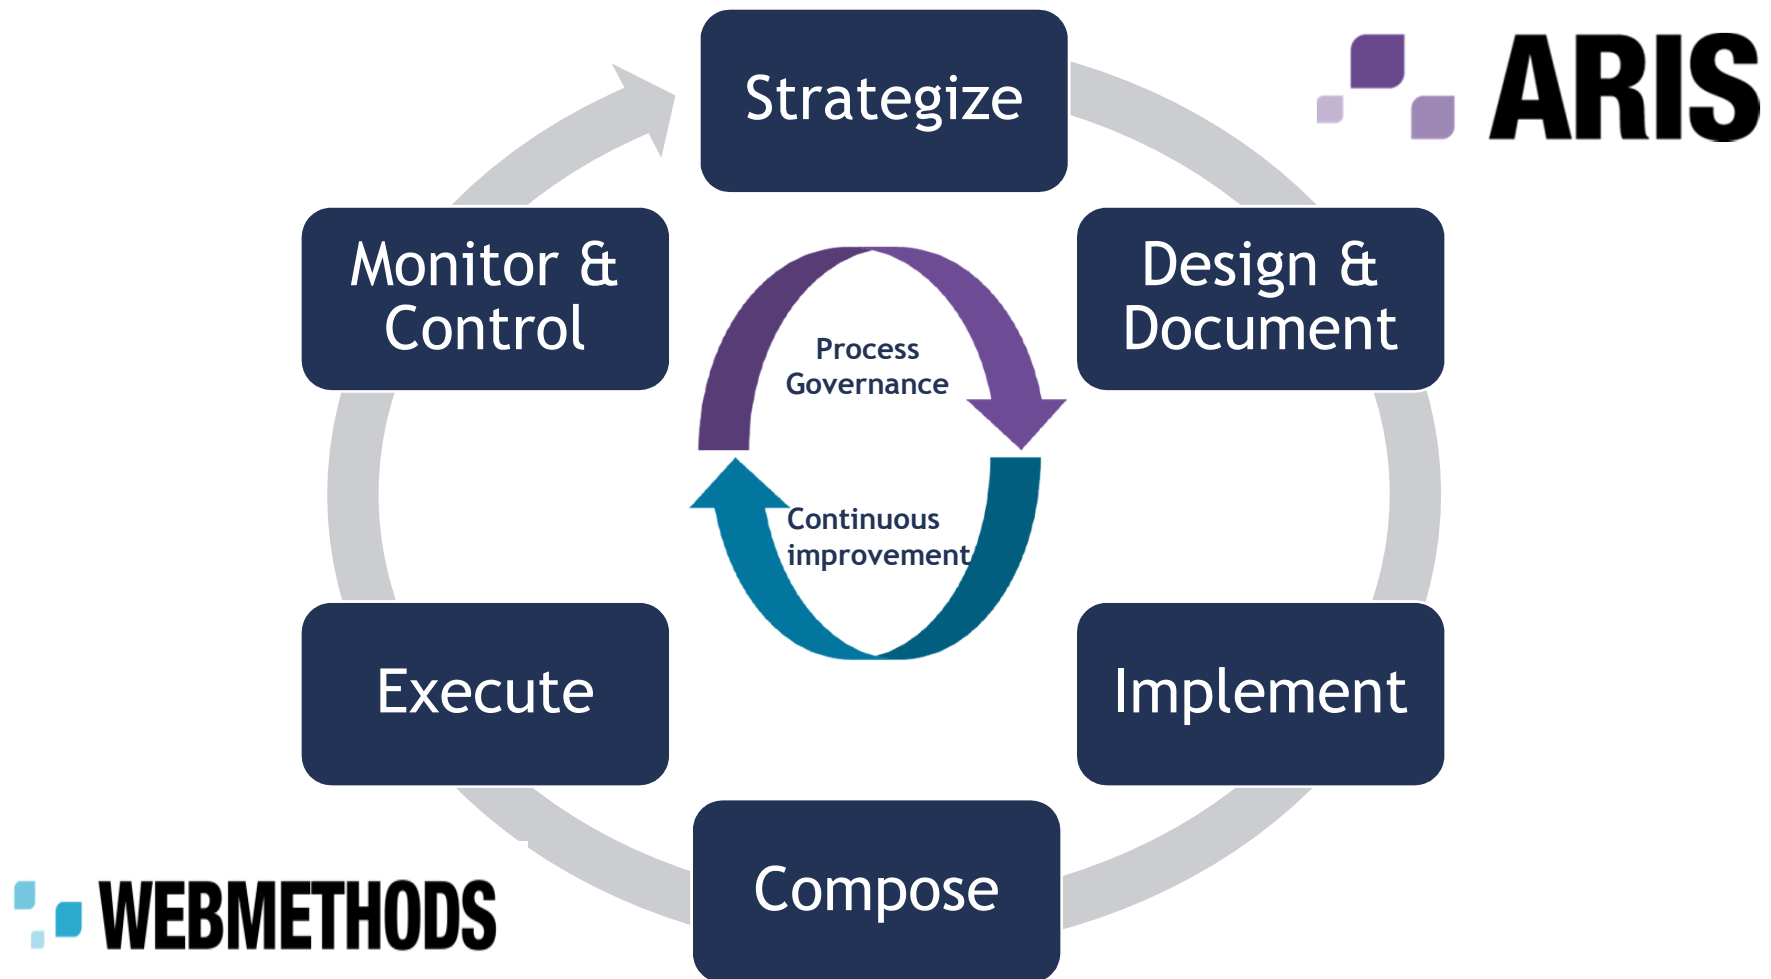 Strategize
ARIS
Monitor &
Control
Design &
Document
Process
Governance
Continuous
improvement
Execute
Implement
Compose
WEBMETHODS